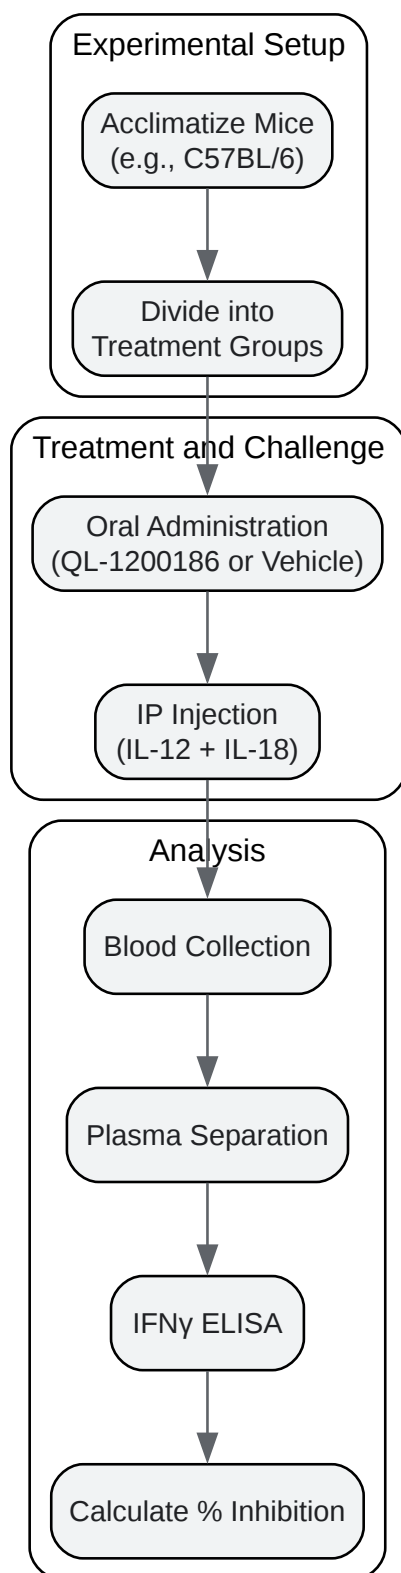 Experimental Setup
Acclimatize Mice
(e.g., C57BL/6)
Divide into
Treatment Groups
Treatment and Challenge
Oral Administration
(QL-1200186 or Vehicle)
IP Injection
(IL-12 + IL-18)
Analysis
Blood Collection
Plasma Separation
IFNγ ELISA
Calculate % Inhibition